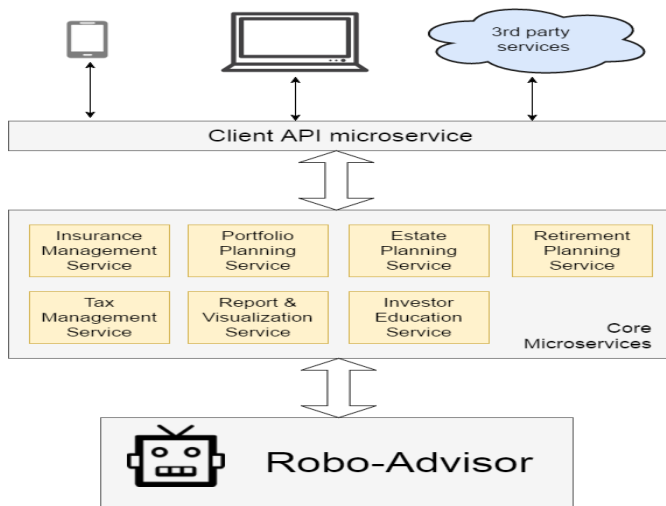 3rd party
services
Client API microservice
Insurance
Management
Service
Portfolio
Planning
Service
Estate
Planning
Service
Retirement
Planning
Service
Tax
Management
Service
Report &
Visualization
Service
Investor
Education
Service
Core
Microservices
Robo-Advisor